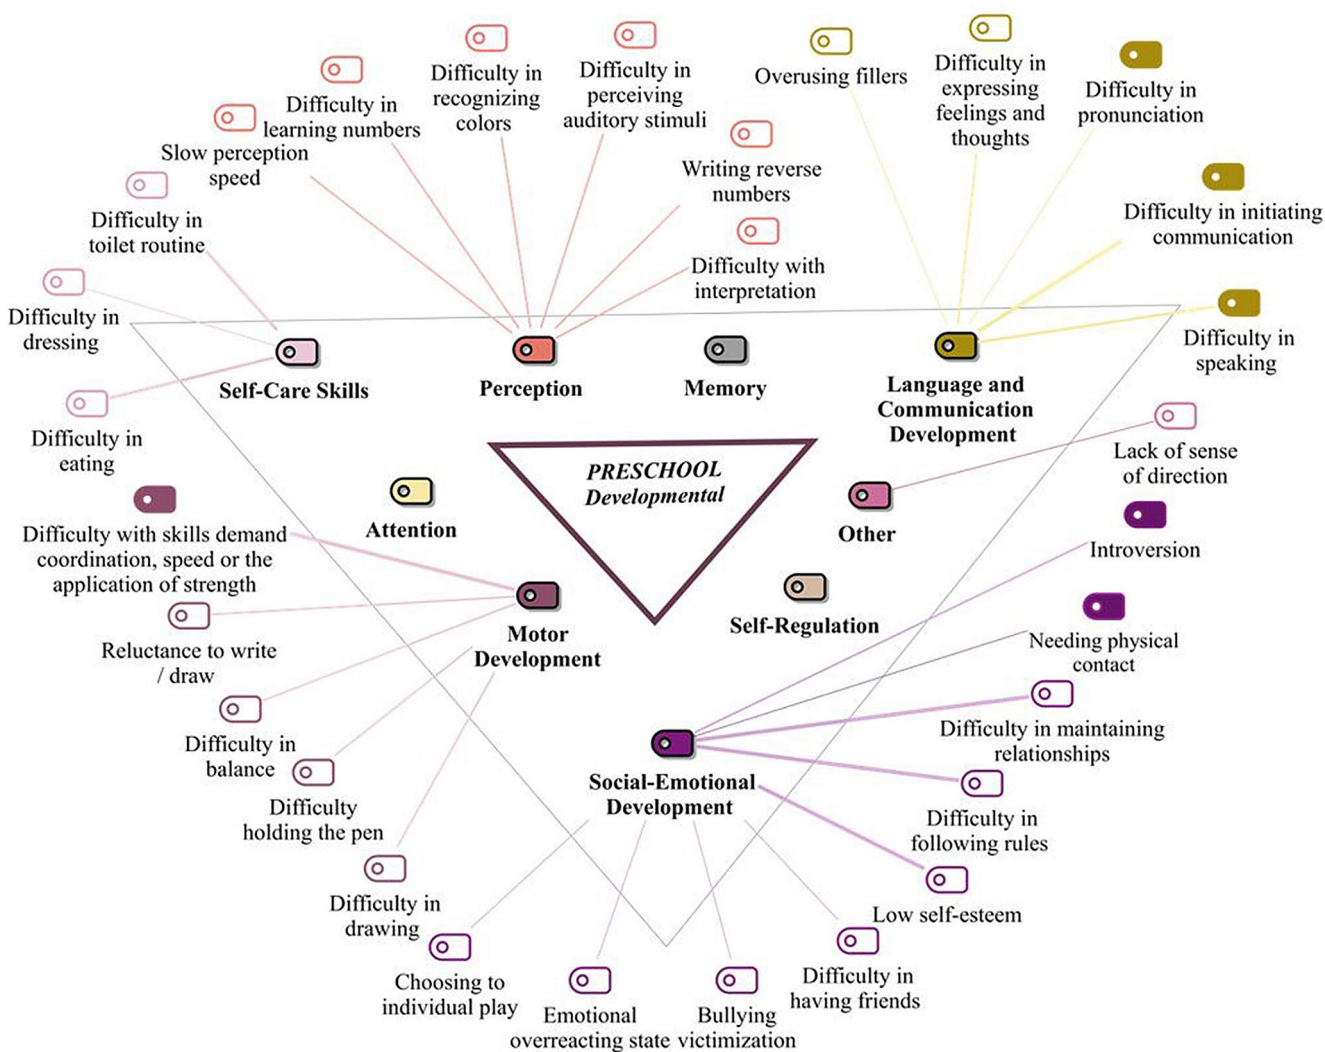 Overusing fillers
Difficulty in
expressing
feelings and
thoughts
Difficulty in
pronunciation
Difficulty in
recognizing
colors
Difficulty in
perceiving
auditory stimuli
Difficulty in
learning numbers
Slow perception
speed
Writing reverse
numbers
Difficulty with
interpretation
Difficulty in initiating
communication
Difficulty in
speaking
Difficulty in
toilet routine
Difficulty in
dressing
Difficulty in
eating
Self-Care Skills
Perception
Memory
Language and
Communication
Development
PRESCHOOL
Developmental
Attention
Other
Lack of sense
of direction
Difficulty with skills demand
coordination, speed or the
application of strength
Reluctance to write
/ draw
Difficulty in
balance
Difficulty
holding the pen
Difficulty in
drawing
Motor
Development
Self-Regulation
Introversion
Needing physical
contact
Difficulty in maintaining
relationships
Difficulty in
following rules
Low self-esteem
Social-Emotional
Development
Choosing to
individual play
Emotional
overreacting state
Bullying
victimization
Difficulty in
having friends